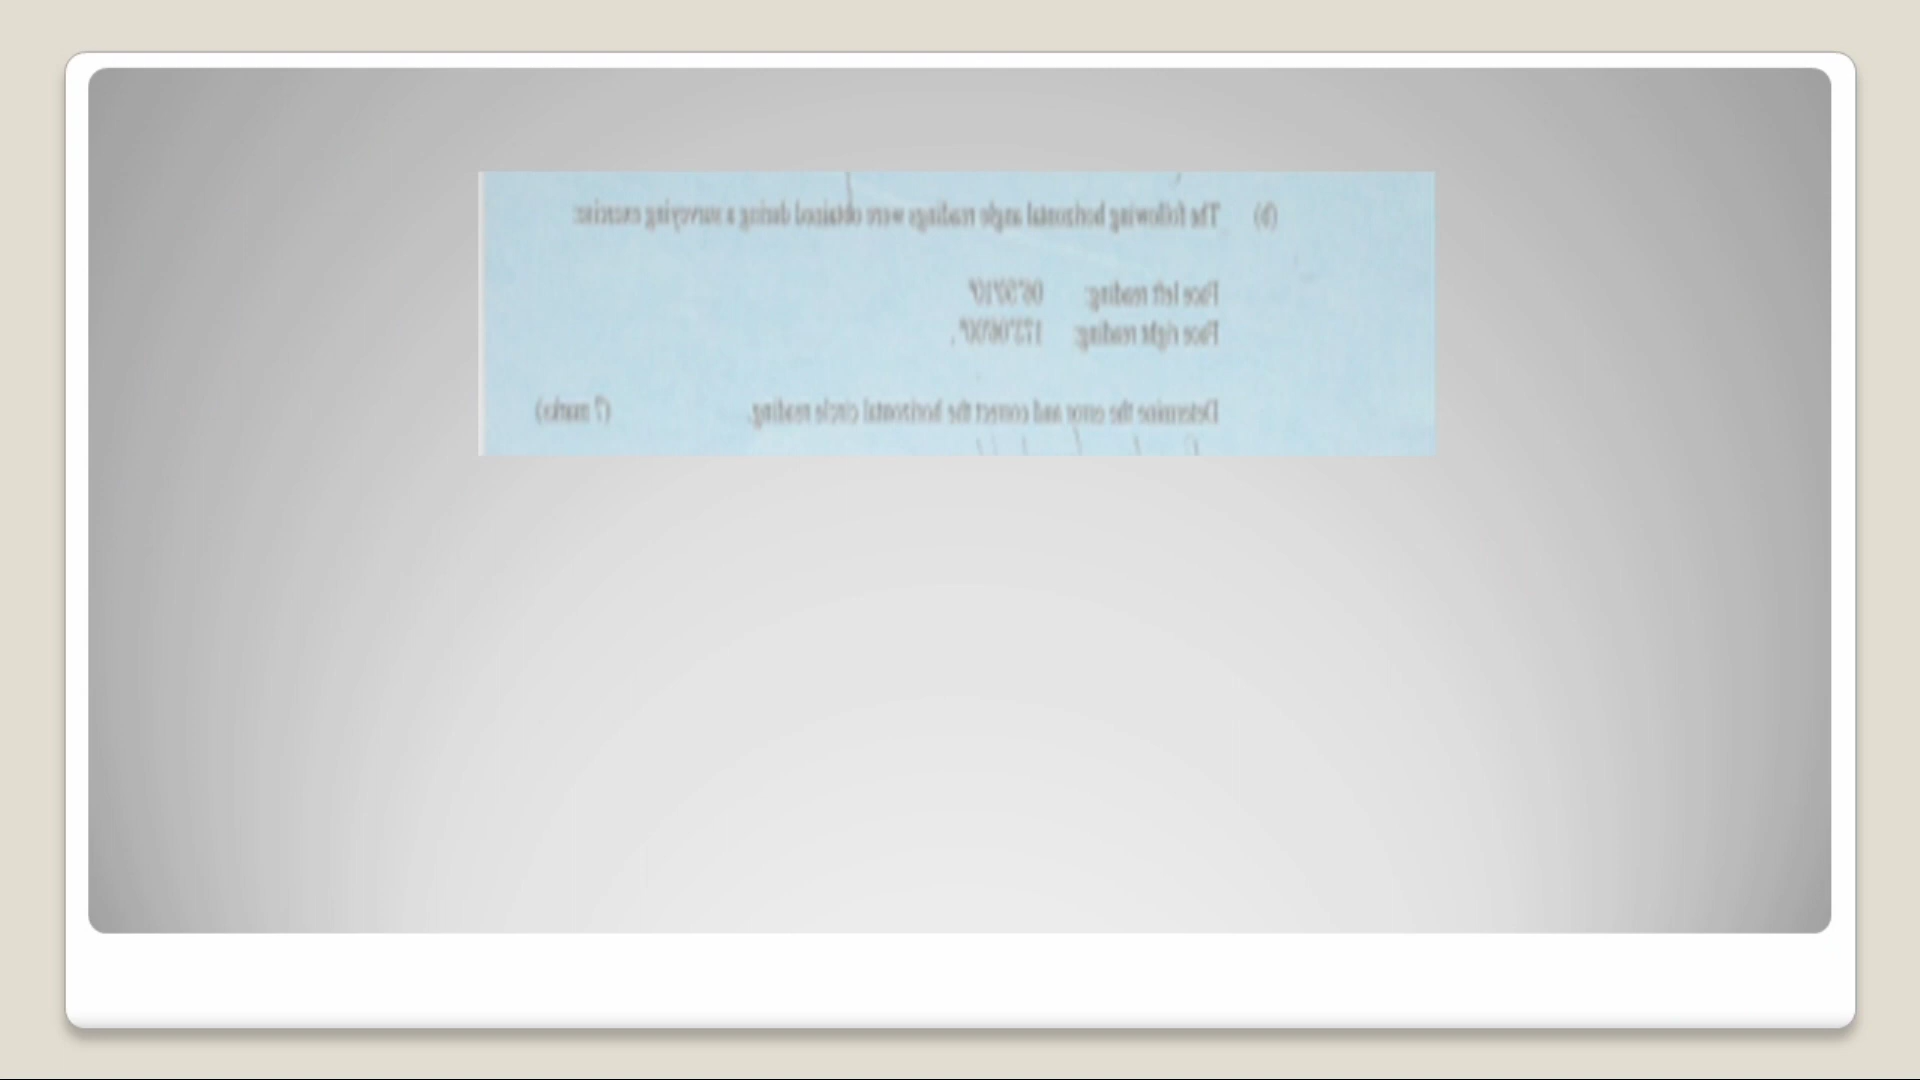 (b) The following horizontal angle readings were obtained during a surveying exercise:
Face left reading:
Face right reading:
Determine the error and correct the horizontal circle reading. (7 marks)